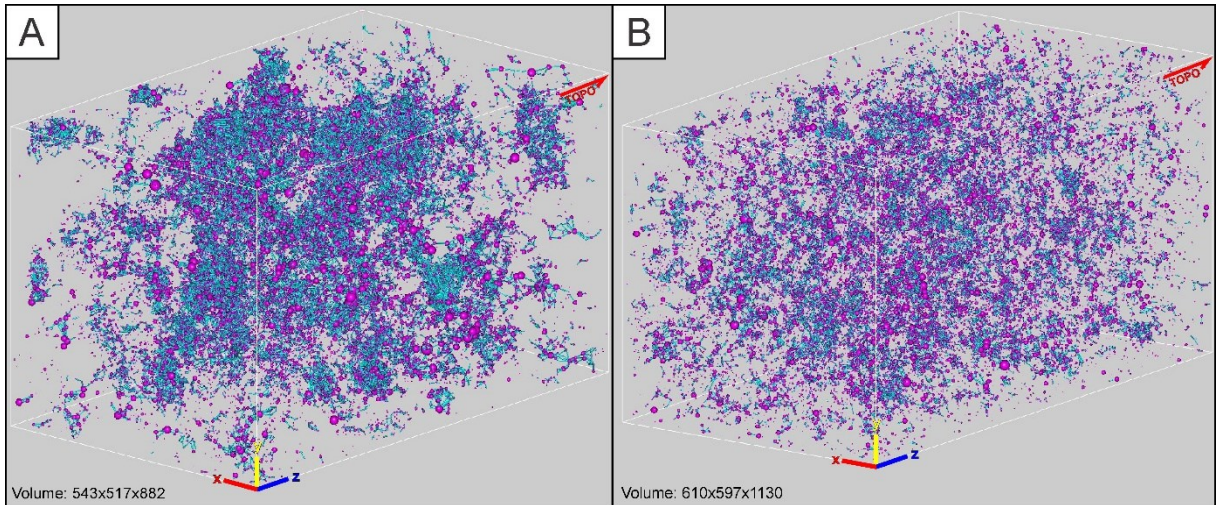 A
TOPO
Y
X
Z
Volume: 543x517x882
B
TOPO
Y
X
Z
Volume: 610x597x1130